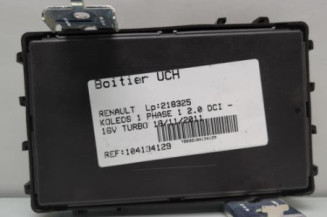 Boitier UCH
RENAULT Lp:218325
KOLEOS 1 PHASE 1 2.0 DCI -
16V TURBO 18/11/2011
REF:104134129